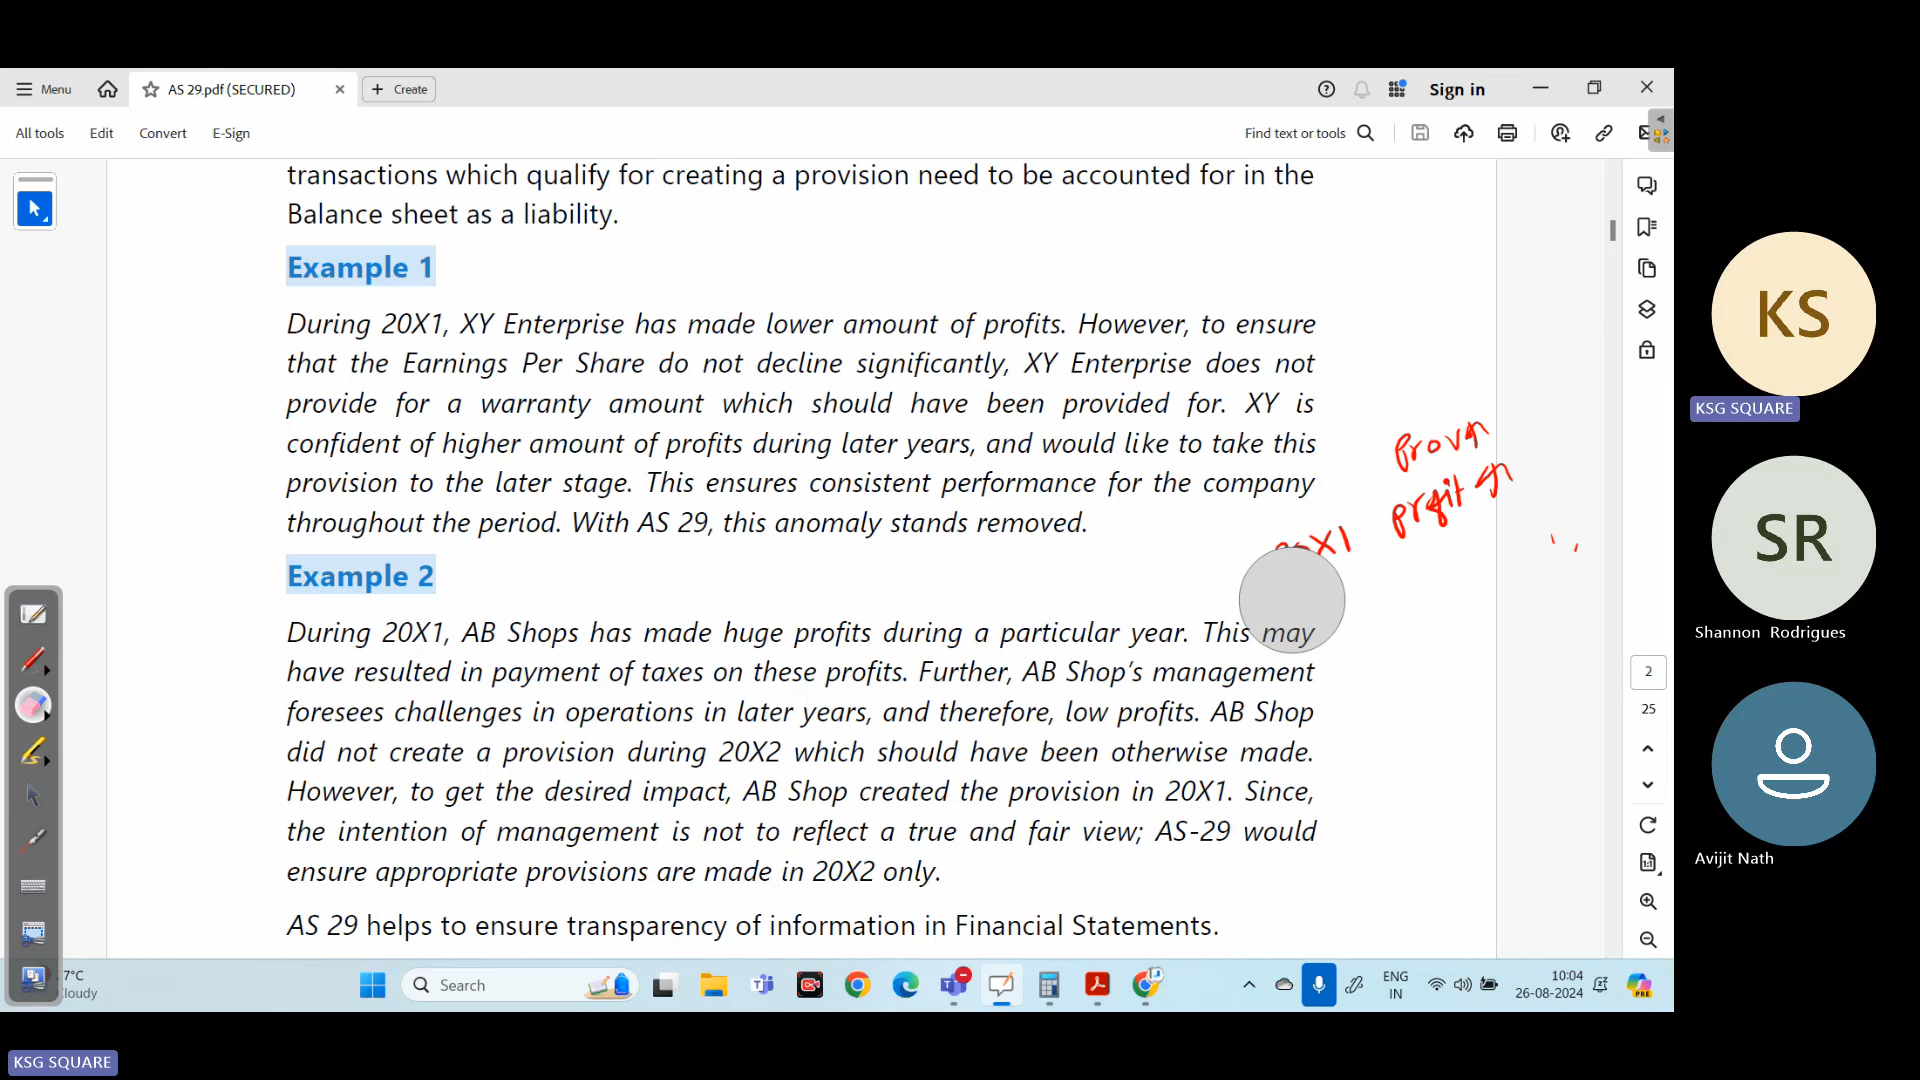 Menu
AS 29.pdf (SECURED)
Create
Sign in
All tools
Edit
Convert
E-Sign
Find text or tools
transactions which qualify for creating a provision need to be accounted for in the
Balance sheet as a liability.
Example 1
During 20X1, XY Enterprise has made lower amount of profits. However, to ensure
that the Earnings Per Share do not decline significantly, XY Enterprise does not
provide for a warranty amount which should have been provided for. XY is
confident of higher amount of profits during later years, and would like to take this
provision to the later stage. This ensures consistent performance for the company
throughout the period. With AS 29, this anomaly stands removed.
Example 2
During 20X1, AB Shops has made huge profits during a particular year. This may
have resulted in payment of taxes on these profits. Further, AB Shop's management
foresees challenges in operations in later years, and therefore, low profits. AB Shop
did not create a provision during 20X2 which should have been otherwise made.
However, to get the desired impact, AB Shop created the provision in 20X1. Since,
the intention of management is not to reflect a true and fair view; AS-29 would
ensure appropriate provisions are made in 20X2 only.
AS 29 helps to ensure transparency of information in Financial Statements.
profit
2
25
KS
KSG SQUARE
SR
Shannon Rodrigues
Avijit Nath
7°C
Cloudy
Search
ENG
IN
10:04
26-08-2024
PRE
KSG SQUARE